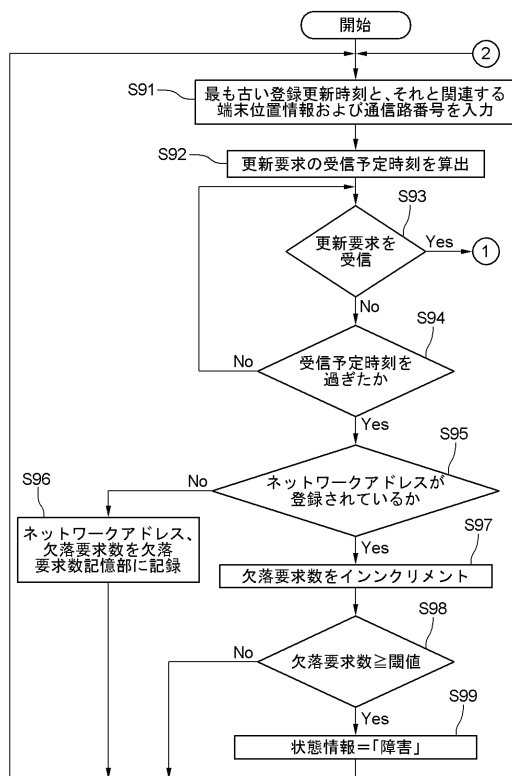 開始
②
S91
最も古い登録更新時刻と、それと関連する
端末位置情報および通信路番号を入力
S92
更新要求の受信予定時刻を算出
S93
更新要求を
受信
Yes
①
No
S94
受信予定時刻を
過ぎたか
No
Yes
S95
ネットワークアドレスが
登録されているか
No
S96
ネットワークアドレス、
欠落要求数を欠落
要求数記憶部に記録
Yes
S97
欠落要求数をインンクリメント
S98
欠落要求数≧閾値
No
Yes
S99
状態情報=「障害」